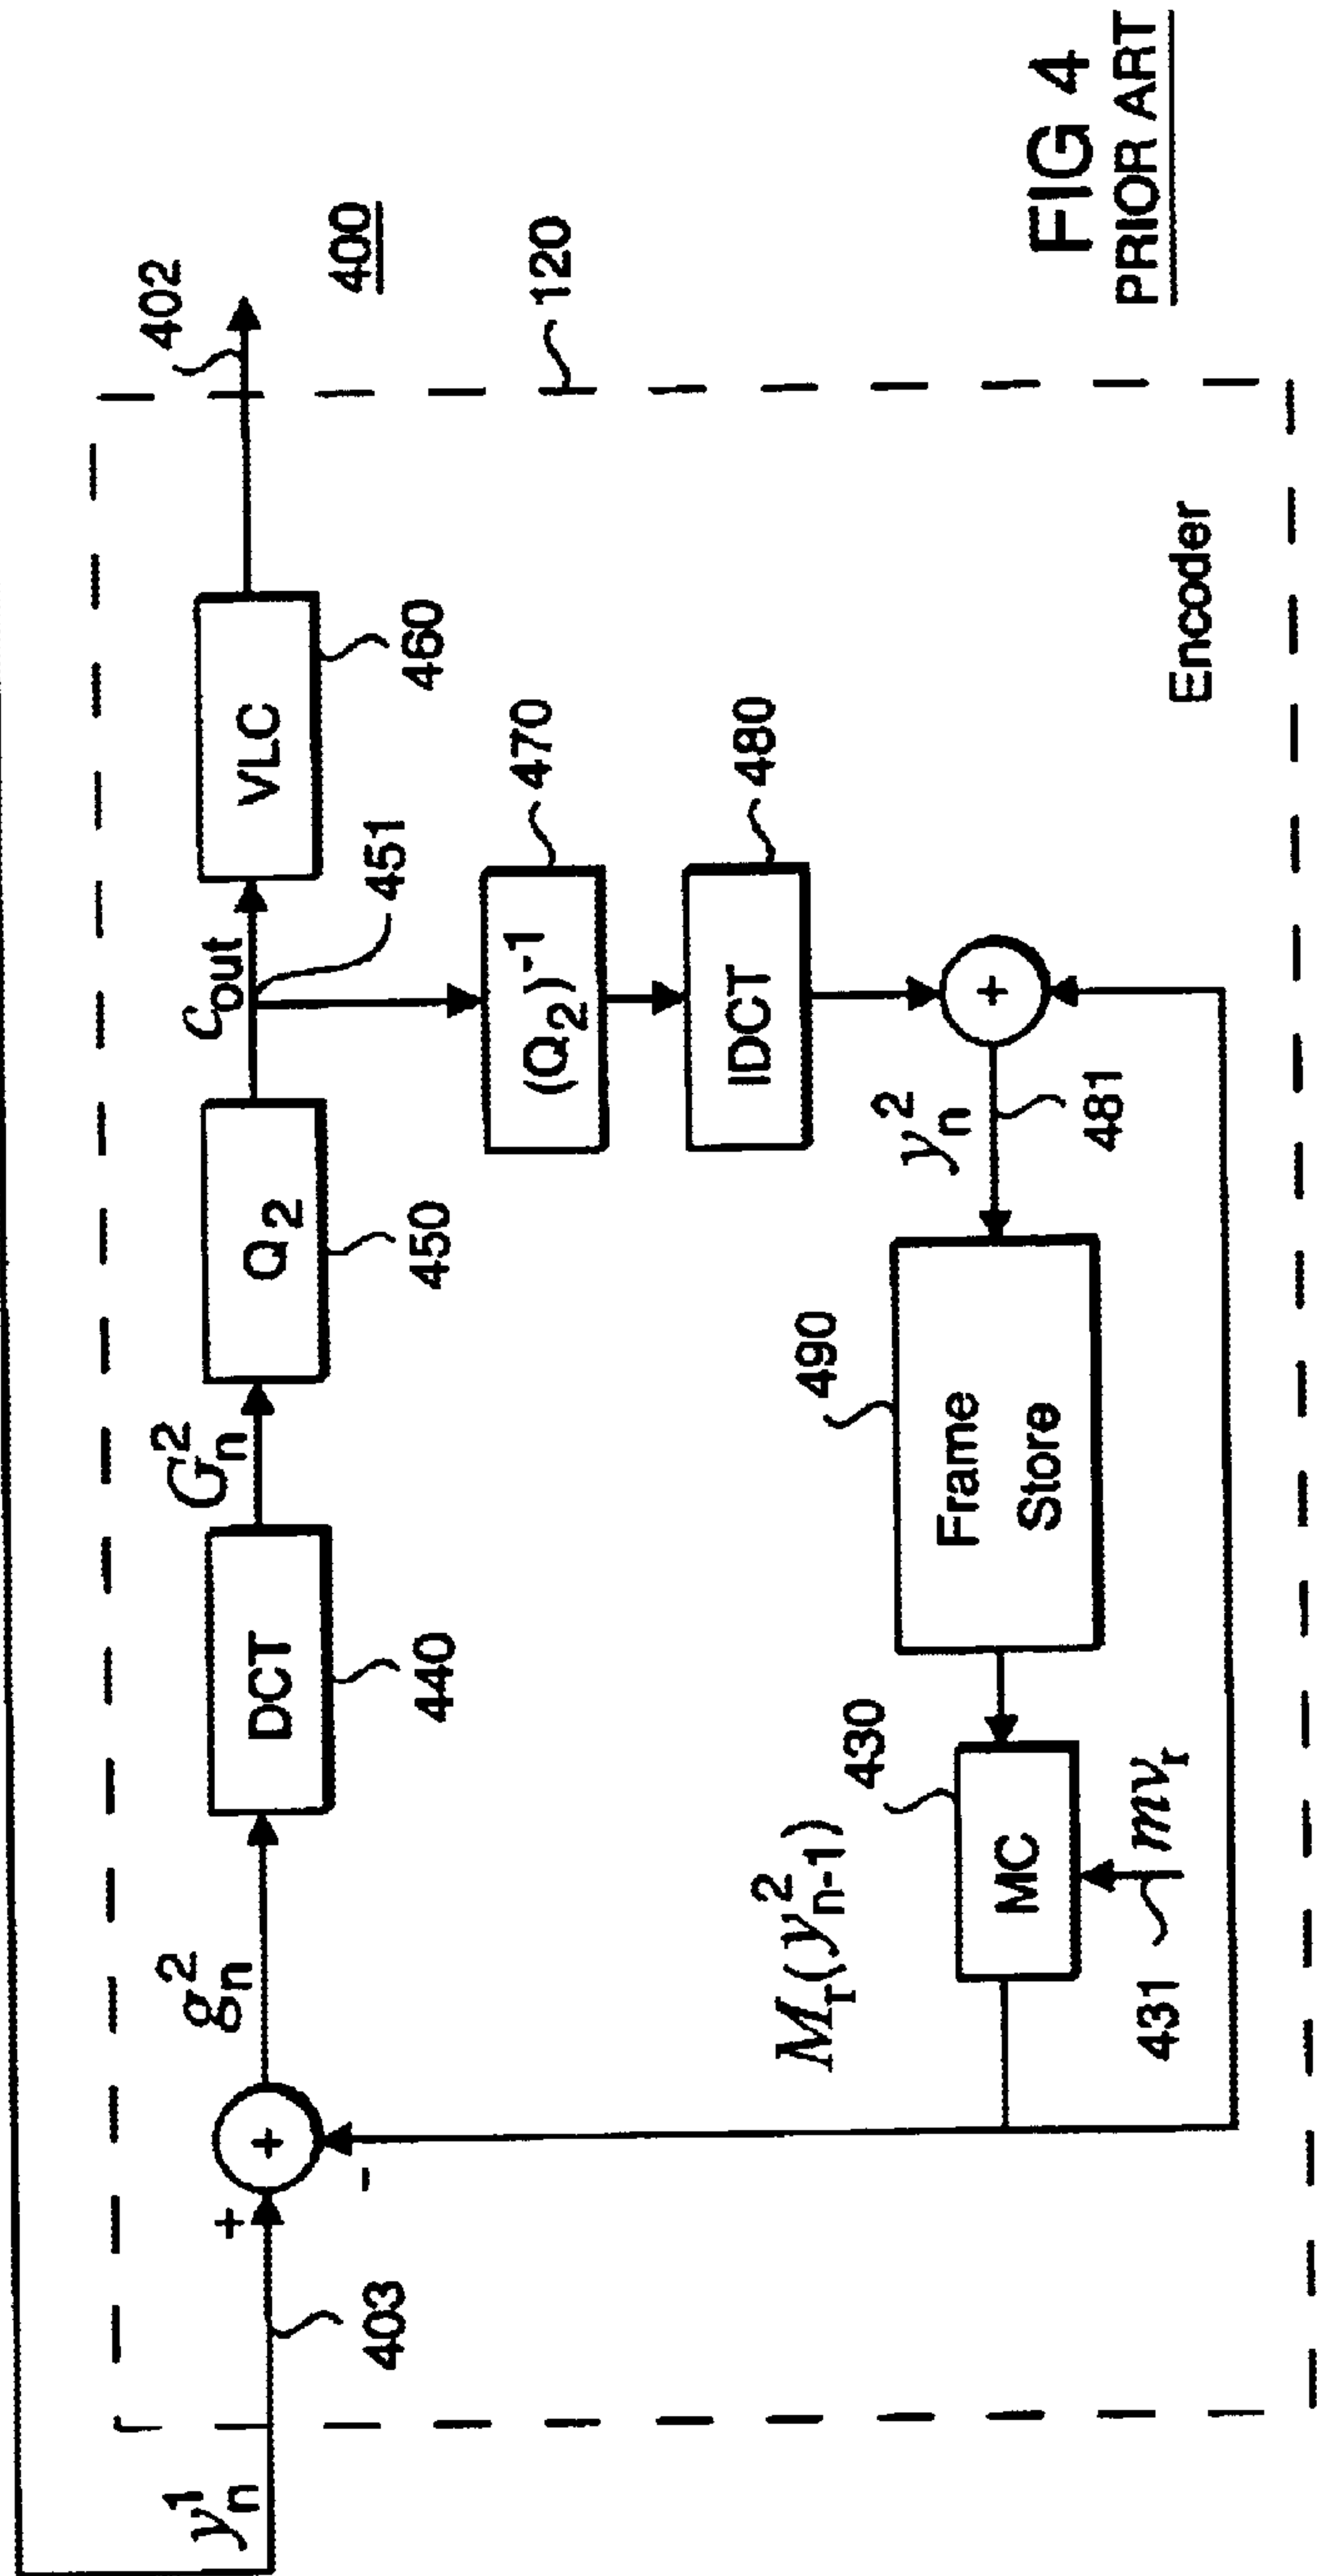 402
400
y_n^1
+
403
+
-
g_n^2
DCT
440
G_n^2
Q_2
450
C_out
451
VLC
460
120
(Q_2)^-1
470
IDCT
480
+
y_n^2
481
490
Frame
Store
M_r(y_n-1^2)
430
MC
431
mv_r
Encoder
FIG 4
PRIOR ART